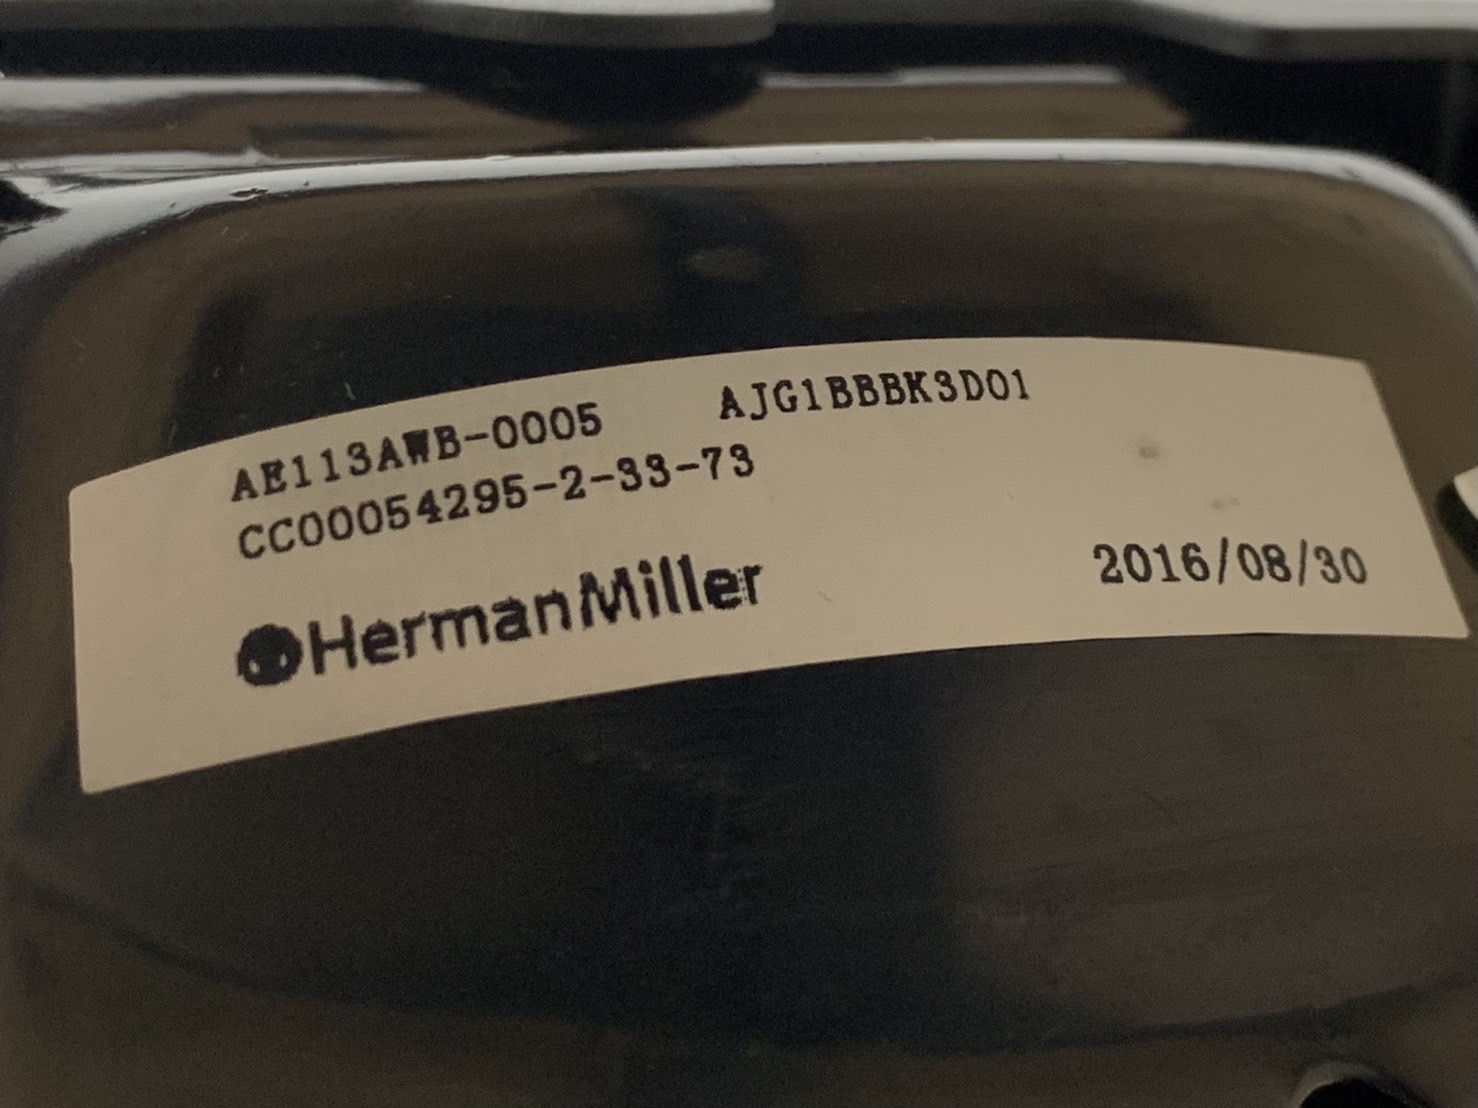 AE113AWB-0005 AJG1BBBK3D01
CC00054295-2-33-73
HermanMiller 2016/08/30